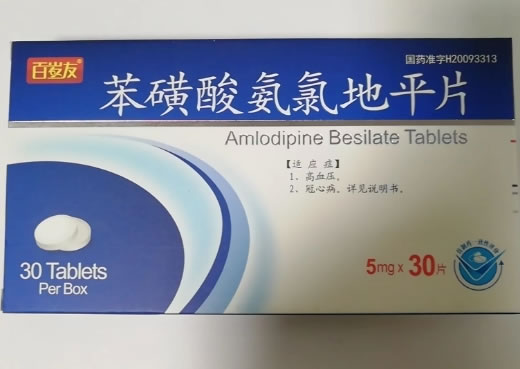 百岁友
国药准字H20093313
苯磺酸氨氯地平片
Amlodipine Besilate Tablets
【适 应 症】
1、高血压。
2、冠心病。详见说明书。
30 Tablets
Per Box
5mg x 30片